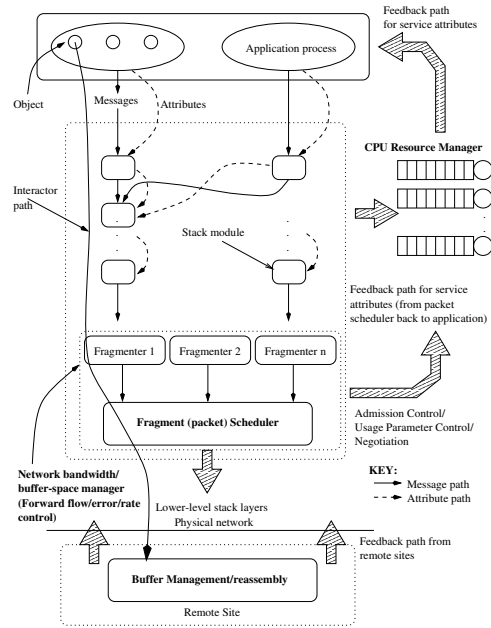 Feedback path
for service attributes
Application process
Object
Messages
Attributes
CPU Resource Manager
Interactor
path
Stack module
Feedback path for service
attributes (from packet
scheduler back to application)
Fragmenter 1
Fragmenter 2
Fragmenter n
Fragment (packet) Scheduler
Admission Control/
Usage Parameter Control/
Negotiation
Network bandwidth/
buffer-space manager
(Forward flow/error/rate
control)
KEY:
Message path
Attribute path
Lower-level stack layers
Physical network
Feedback path from
remote sites
Buffer Management/reassembly
Remote Site